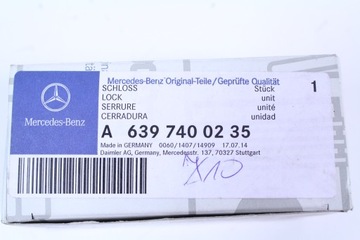 Mercedes-Benz Original-Teile/Geprüfte Qualität
SCHLOSS Stück 1
LOCK unit
SERRURE unité
CERRADURA unidad
Mercedes-Benz
A 639 740 02 35
Made in GERMANY 0060/1407/14909 17.07.14
Daimler AG, Germany, Mercedesstr. 137, 70327 Stuttgart
X10